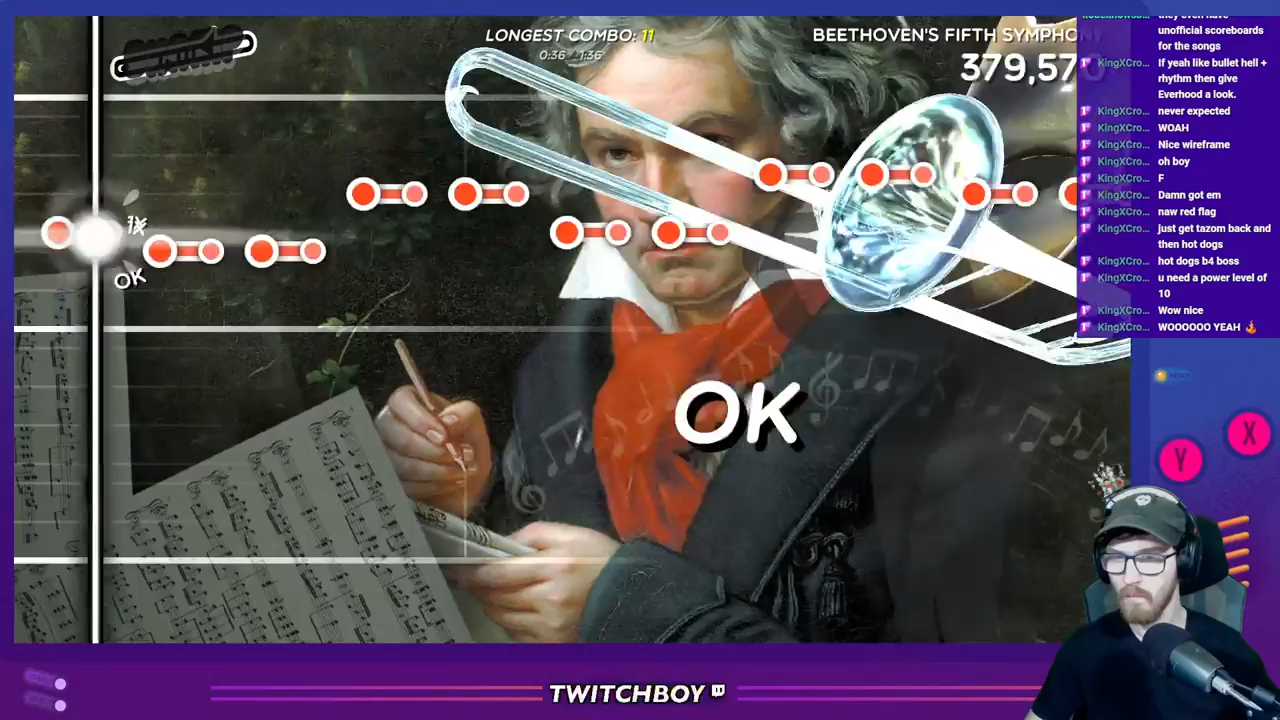 LONGEST COMBO: 11
0:36 / 1:36
BEETHOVEN'S FIFTH SYMPHONY
379,576
1x
OK
OK
they even have
unofficial scoreboards
for the songs
KingXCro... If yeah like bullet hell +
rhythm then give
Everhood a look.
KingXCro... never expected
KingXCro... WOAH
KingXCro... Nice wireframe
KingXCro... oh boy
KingXCro... F
KingXCro... Damn got em
KingXCro... naw red flag
KingXCro... just get tazom back and
then hot dogs
KingXCro... hot dogs b4 boss
KingXCro... u need a power level of
10
KingXCro... Wow nice
KingXCro... WOOOOOO YEAH
X
Y
TWITCHBOY